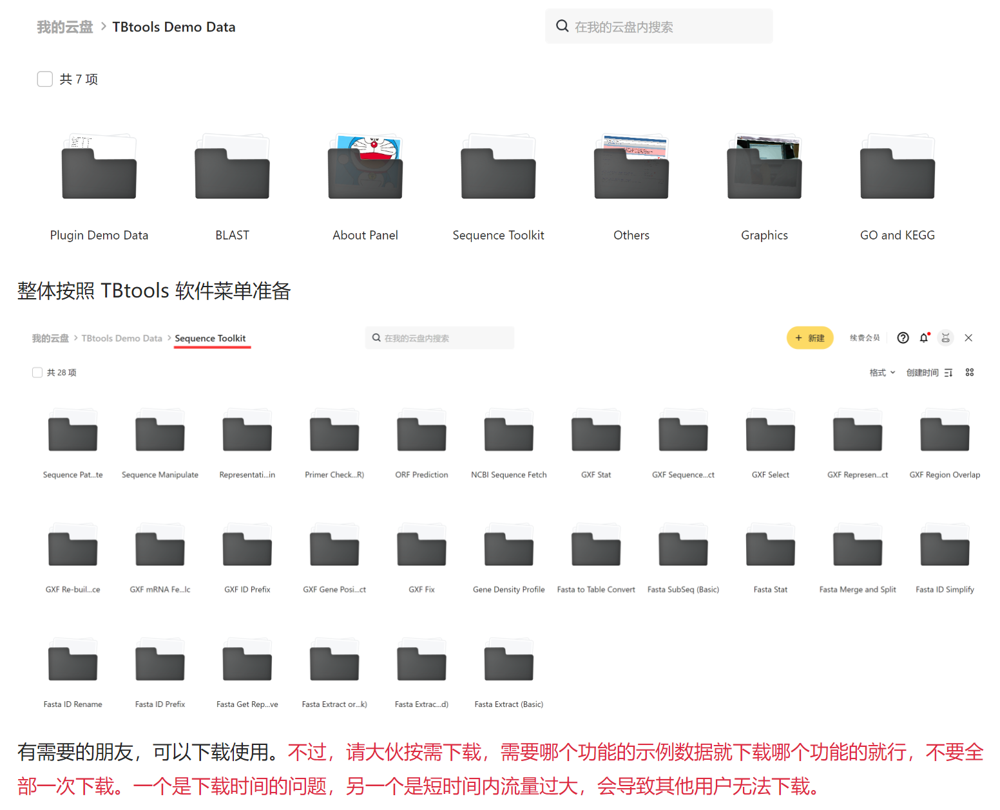 我的云盘 > TBtools Demo Data
在我的云盘内搜索
共 7 项
Plugin Demo Data
BLAST
About Panel
Sequence Toolkit
Others
Graphics
GO and KEGG
整体按照 TBtools 软件菜单准备
我的云盘 > TBtools Demo Data > Sequence Toolkit
在我的云盘内搜索
+ 新建
续费会员
共 28 项
格式
创建时间
Sequence Pat...te
Sequence Manipulate
Representati...in
Primer Check...R)
ORF Prediction
NCBI Sequence Fetch
GXF Stat
GXF Sequence...ct
GXF Select
GXF Represen...ct
GXF Region Overlap
GXF Re-buil...ce
GXF mRNA Fe...lc
GXF ID Prefix
GXF Gene Posi...ct
GXF Fix
Gene Density Profile
Fasta to Table Convert
Fasta SubSeq (Basic)
Fasta Stat
Fasta Merge and Split
Fasta ID Simplify
Fasta ID Rename
Fasta ID Prefix
Fasta Get Rep...ve
Fasta Extract or...k)
Fasta Extrac...d)
Fasta Extract (Basic)
有需要的朋友，可以下载使用。不过，请大伙按需下载，需要哪个功能的示例数据就下载哪个功能的就行，不要全
部一次下载。一个是下载时间的问题，另一个是短时间内流量过大，会导致其他用户无法下载。